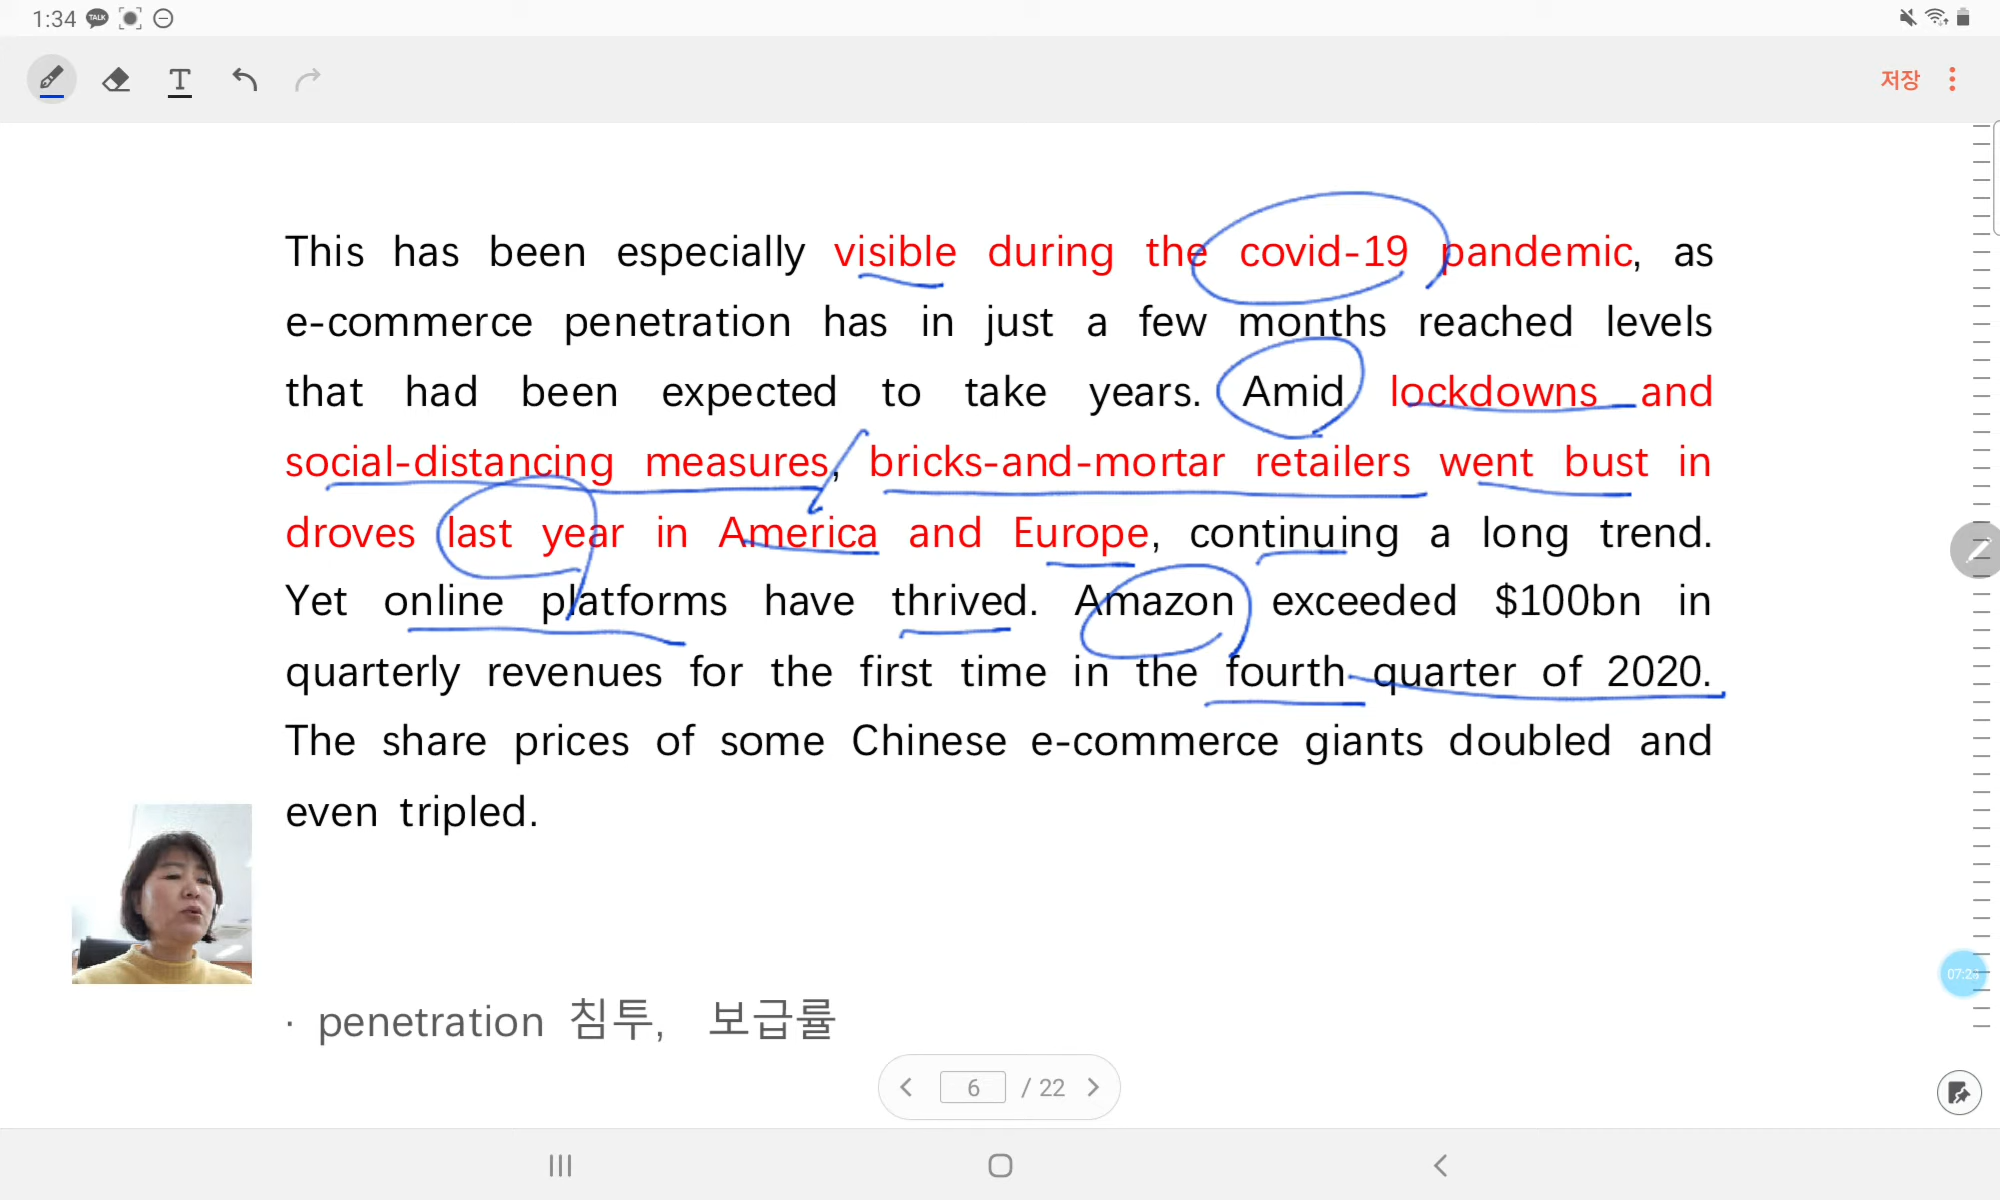 1:34 TALK
저장
This has been especially visible during the covid-19 pandemic, as
e-commerce penetration has in just a few months reached levels
that had been expected to take years. Amid lockdowns and
social-distancing measures, bricks-and-mortar retailers went bust in
droves last year in America and Europe, continuing a long trend.
Yet online platforms have thrived. Amazon exceeded $100bn in
quarterly revenues for the first time in the fourth quarter of 2020.
The share prices of some Chinese e-commerce giants doubled and
even tripled.
· penetration 침투, 보급률
6 / 22